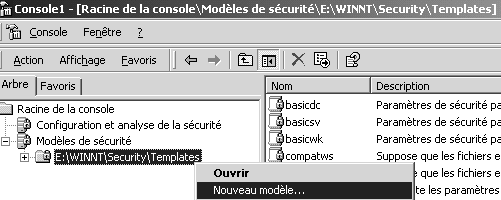 Console1 - [Racine de la console\Modèles de sécurité\E:\WINNT\Security\Templates]
Console Fenêtre ?
Action Affichage Favoris
Arbre Favoris
Nom Description
Racine de la console
Configuration et analyse de la sécurité
Modèles de sécurité
E:\WINNT\Security\Templates
basicdc Paramètres de sécurité pa
basicsv Paramètres de sécurité pa
basicwk Paramètres de sécurité pa
compatws Suppose que les fichiers e
que les fichiers e
te les paramètres
Ouvrir
Nouveau modèle...